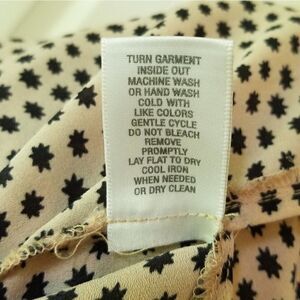 TURN GARMENT
INSIDE OUT
MACHINE WASH
OR HAND WASH
COLD WITH
LIKE COLORS
GENTLE CYCLE
DO NOT BLEACH
REMOVE
PROMPTLY
LAY FLAT TO DRY
COOL IRON
WHEN NEEDED
OR DRY CLEAN